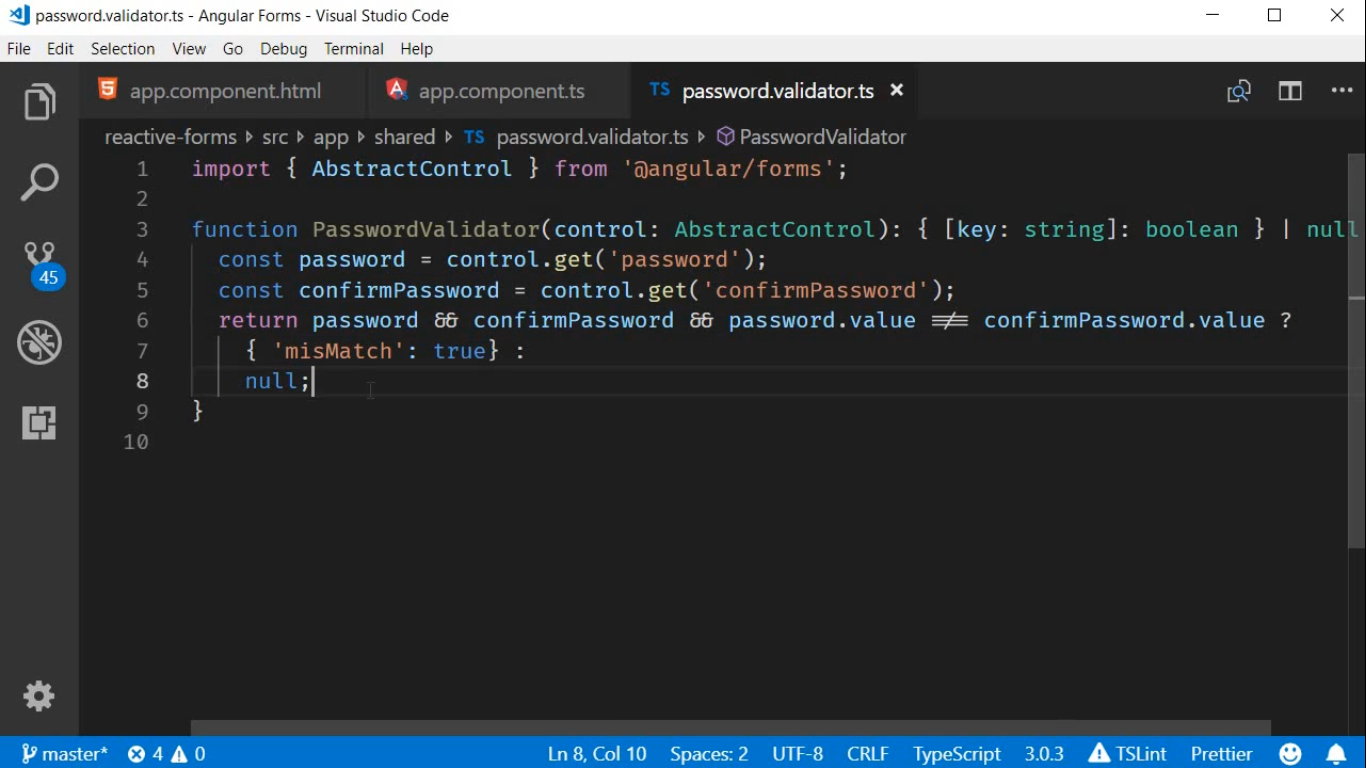 password.validator.ts - Angular Forms - Visual Studio Code
File Edit Selection View Go Debug Terminal Help
app.component.html app.component.ts TS password.validator.ts
reactive-forms src app shared TS password.validator.ts PasswordValidator
1 import { AbstractControl } from '@angular/forms';
2
3 function PasswordValidator(control: AbstractControl): { [key: string]: boolean } | null
4 const password = control.get('password');
5 const confirmPassword = control.get('confirmPassword');
6 return password && confirmPassword && password.value !== confirmPassword.value ?
7 { 'misMatch': true} :
8 null;
9 }
10
45
master* 4 0 Ln 8, Col 10 Spaces: 2 UTF-8 CRLF TypeScript 3.0.3 TSLint Prettier